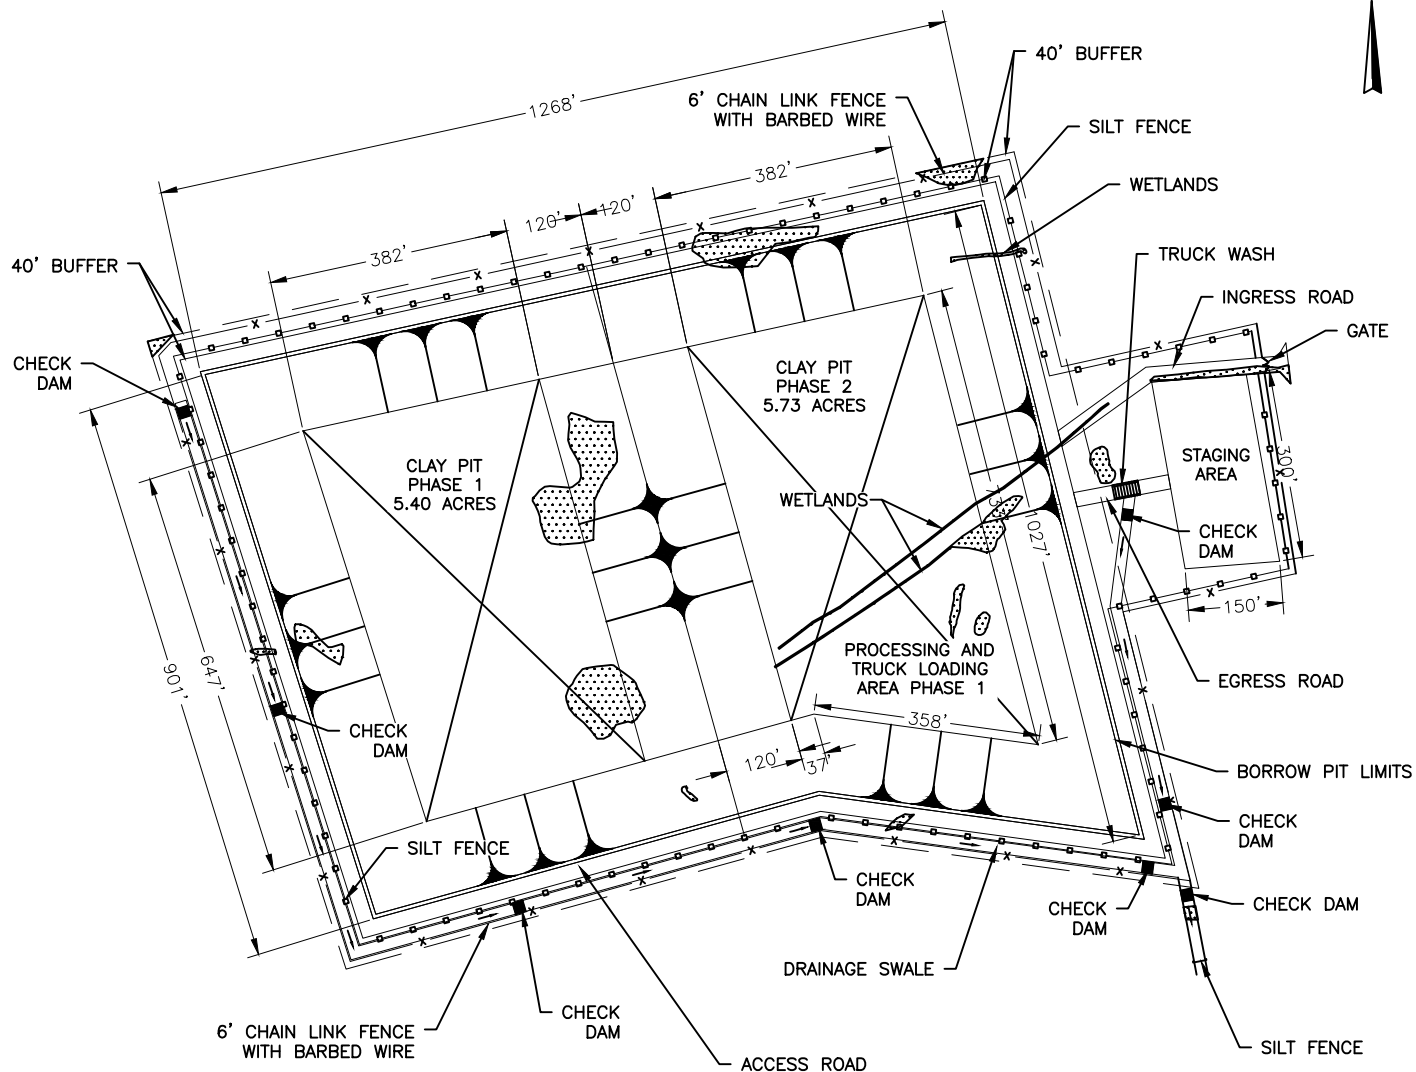 40' BUFFER
1268'
6' CHAIN LINK FENCE
WITH BARBED WIRE
SILT FENCE
382'
WETLANDS
120'
120'
382'
TRUCK WASH
40' BUFFER
INGRESS ROAD
GATE
CHECK
DAM
CLAY PIT
PHASE 2
5.73 ACRES
CLAY PIT
PHASE 1
5.40 ACRES
STAGING
AREA
300'
WETLANDS
1027'
CHECK
DAM
150'
PROCESSING AND
TRUCK LOADING
AREA PHASE 1
901'
647'
EGRESS ROAD
358'
CHECK
DAM
120'
37'
BORROW PIT LIMITS
CHECK
DAM
SILT FENCE
CHECK
DAM
CHECK
DAM
CHECK DAM
DRAINAGE SWALE
CHECK
DAM
6' CHAIN LINK FENCE
WITH BARBED WIRE
ACCESS ROAD
SILT FENCE